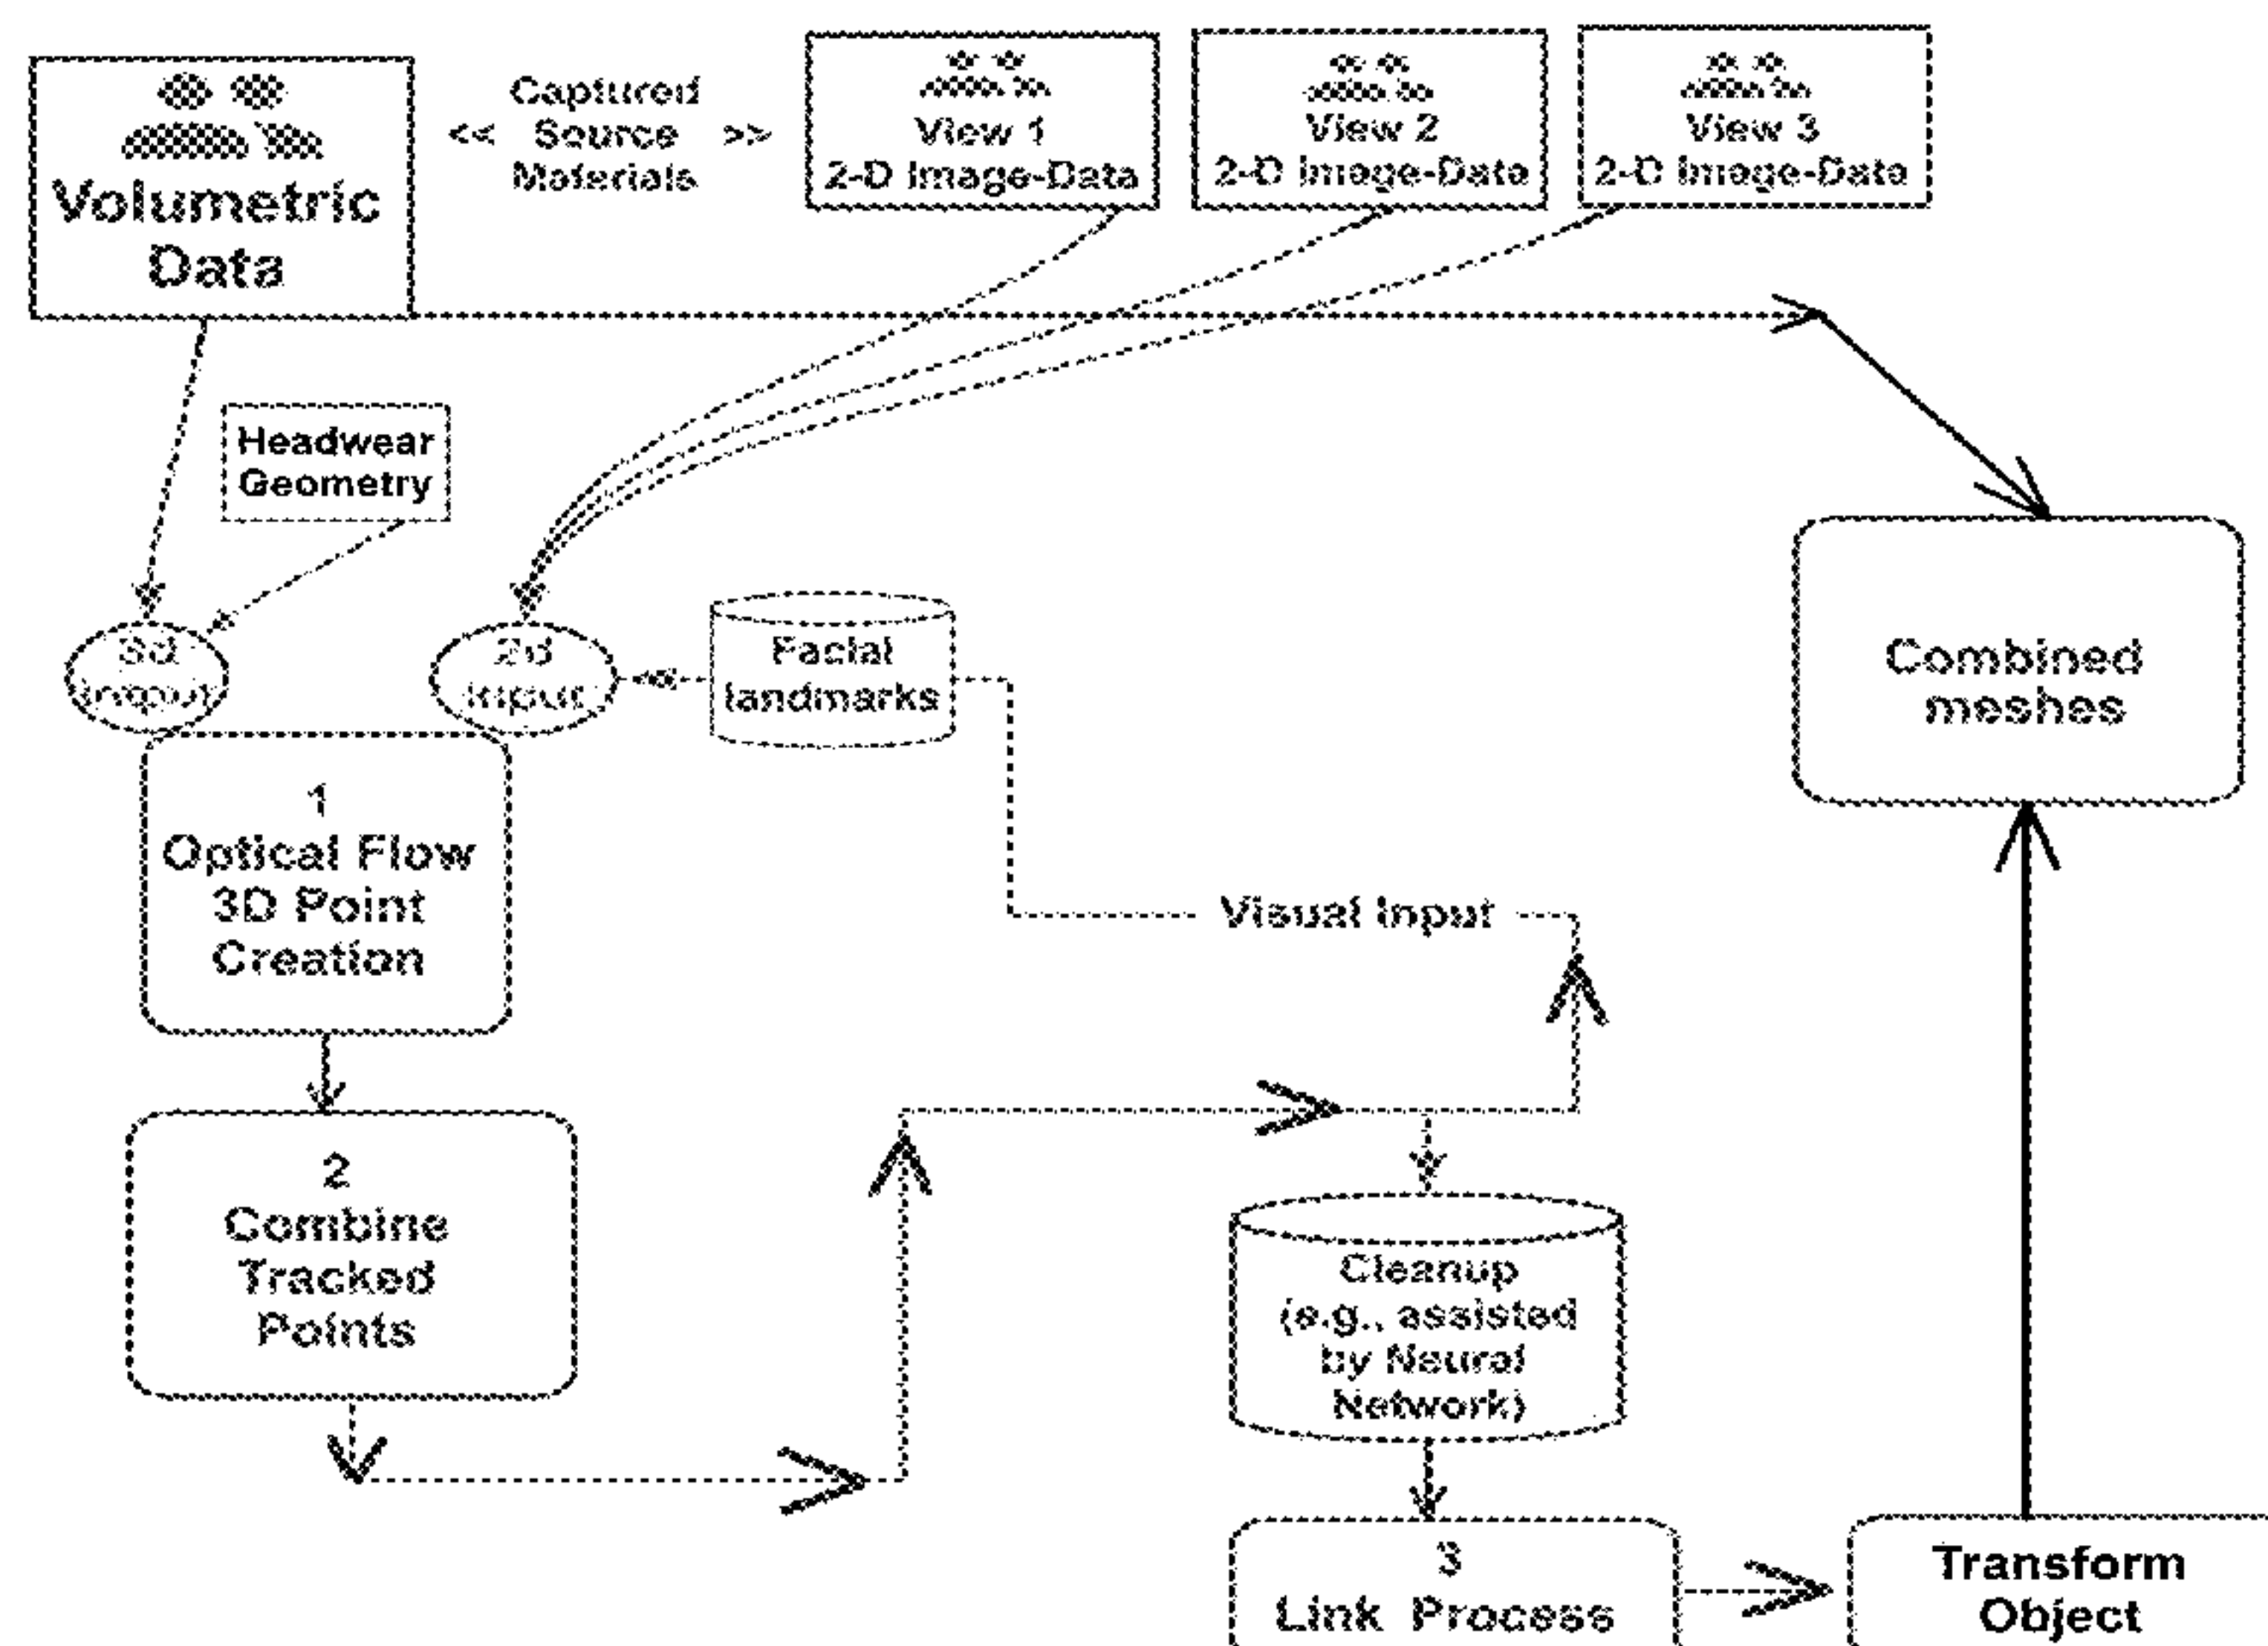 Volumetric
Data
Captured
<< Source >>
Materials
View 1
2-D Image-Data
View 2
2-D Image-Data
View 3
2-D Image-Data
Headwear
Geometry
3d
input
2d
input
Facial
landmarks
Combined
meshes
1
Optical Flow
3D Point
Creation
Visual Input
2
Combine
Tracked
Points
Cleanup
(e.g., assisted
by Neural
Network)
3
Link Process
Transform
Object